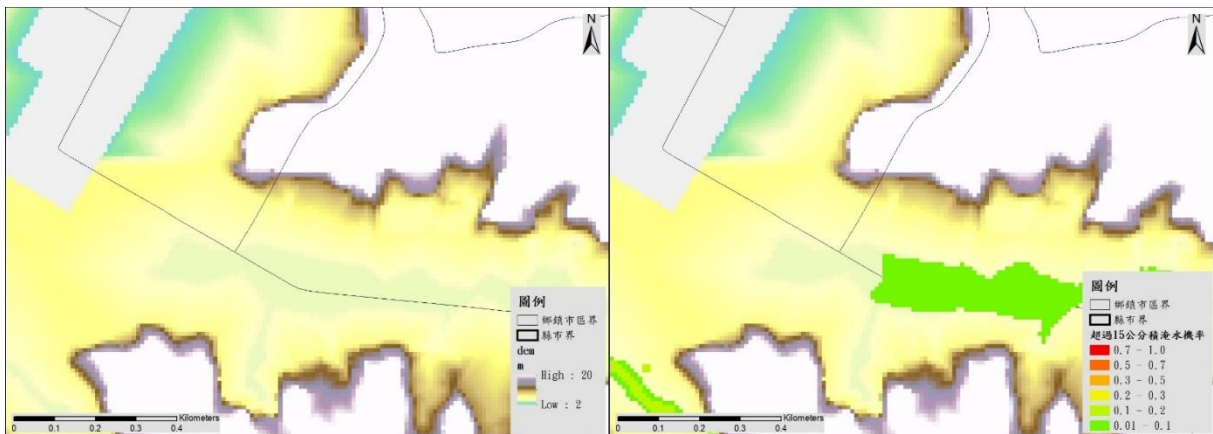 N
圖例
鄉鎮市區界
縣市界
dem
m
High : 20
Low : 2
Kilometers
0 0.1 0.2 0.3 0.4
N
圖例
鄉鎮市區界
縣市界
超過15公分積淹水機率
0.7 - 1.0
0.5 - 0.7
0.3 - 0.5
0.2 - 0.3
0.1 - 0.2
0.01 - 0.1
Kilometers
0 0.1 0.2 0.3 0.4